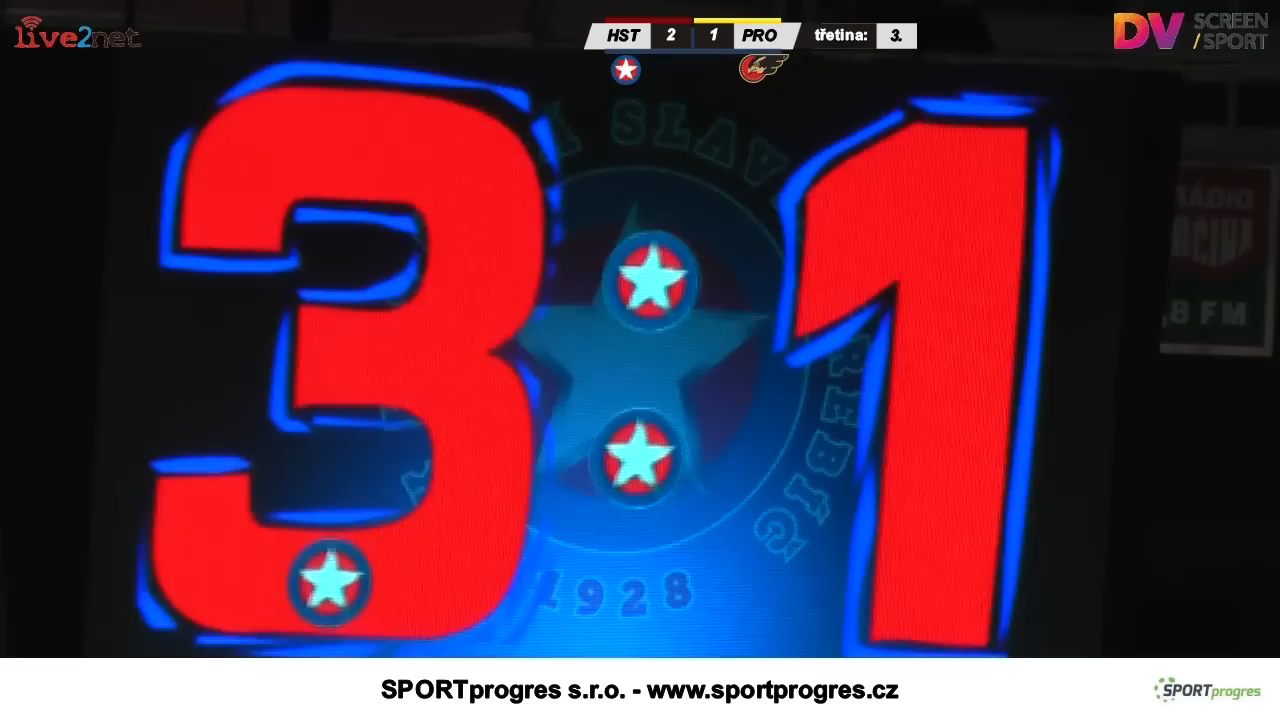 live2net
HST 2 1 PRO třetina: 3.
DV SCREEN
/SPORT
SLAV
3:1
RÁDIO
8 FM
1928
SPORTprogres s.r.o. - www.sportprogres.cz
SPORTprogres